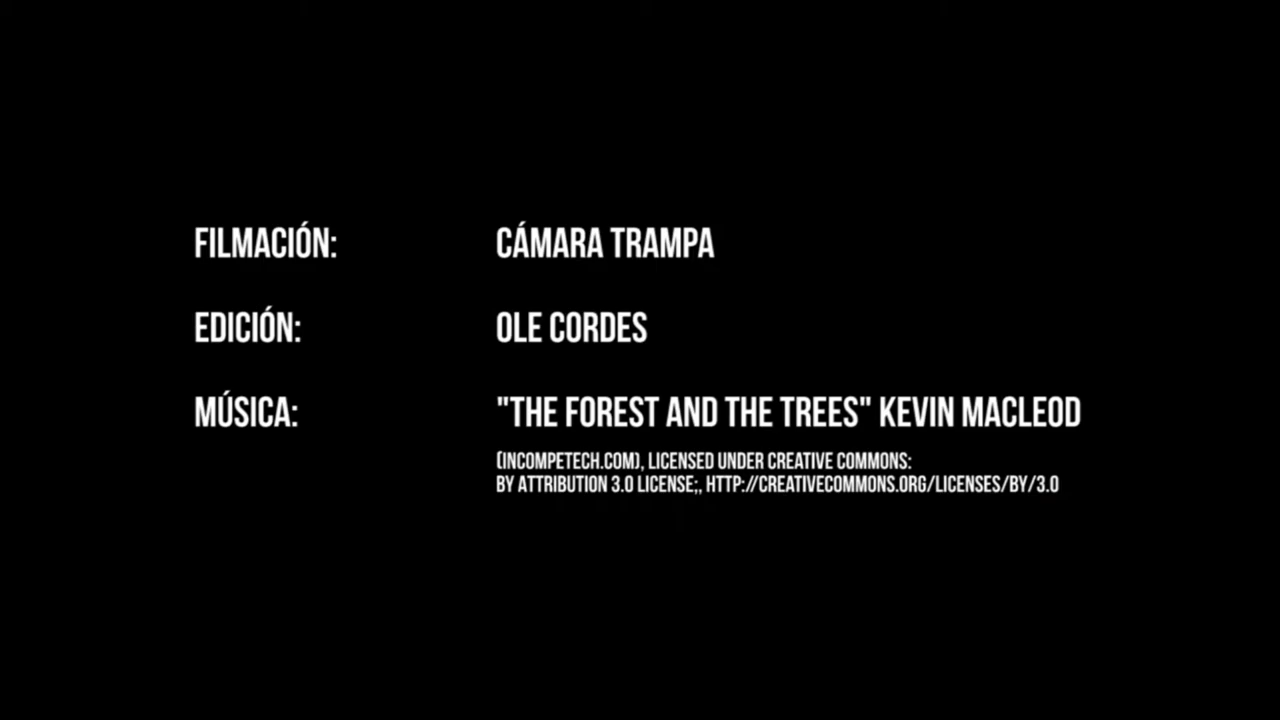 FILMACIÓN: CÁMARA TRAMPA
EDICIÓN: OLE CORDES
MÚSICA: "THE FOREST AND THE TREES" KEVIN MACLEOD
(INCOMPETECH.COM), LICENSED UNDER CREATIVE COMMONS:
BY ATTRIBUTION 3.0 LICENSE;, HTTP://CREATIVECOMMONS.ORG/LICENSES/BY/3.0